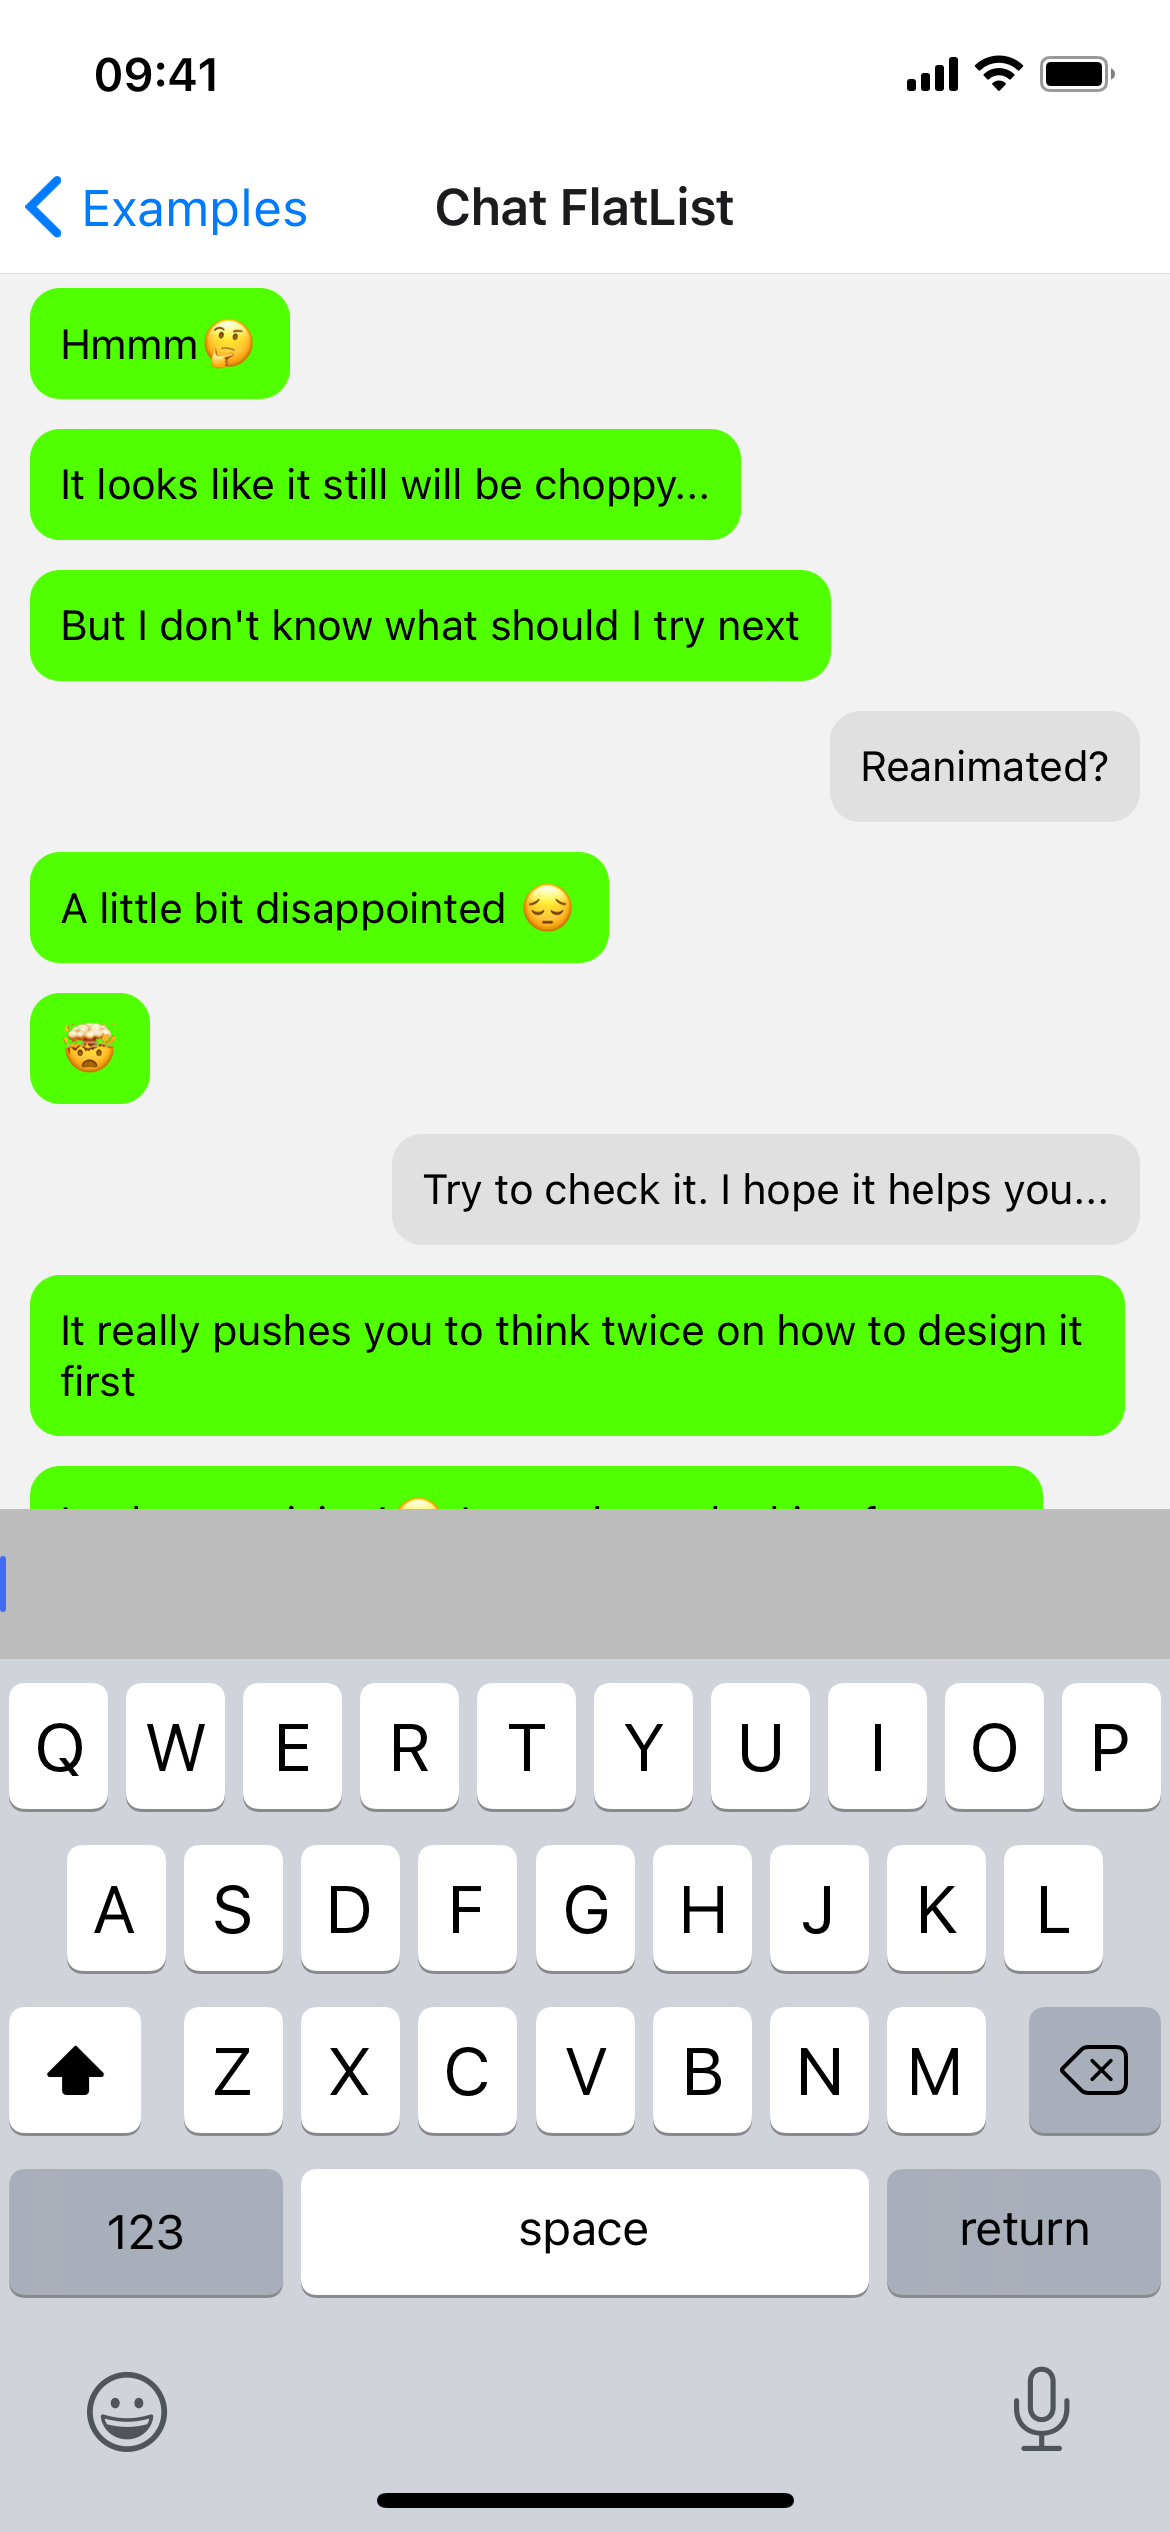 09:41
Examples
Chat FlatList
Hmmm🤔
It looks like it still will be choppy...
But I don't know what should I try next
Reanimated?
A little bit disappointed 😔
🤯
Try to check it. I hope it helps you...
It really pushes you to think twice on how to design it
first
Q W E R T Y U I O P
A S D F G H J K L
Z X C V B N M
123 space return